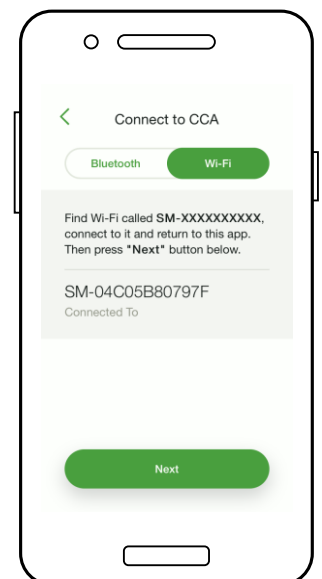 Connect to CCA
Bluetooth Wi-Fi
Find Wi-Fi called SM-XXXXXXXXXX,
connect to it and return to this app.
Then press "Next" button below.
SM-04C05B80797F
Connected To
Next